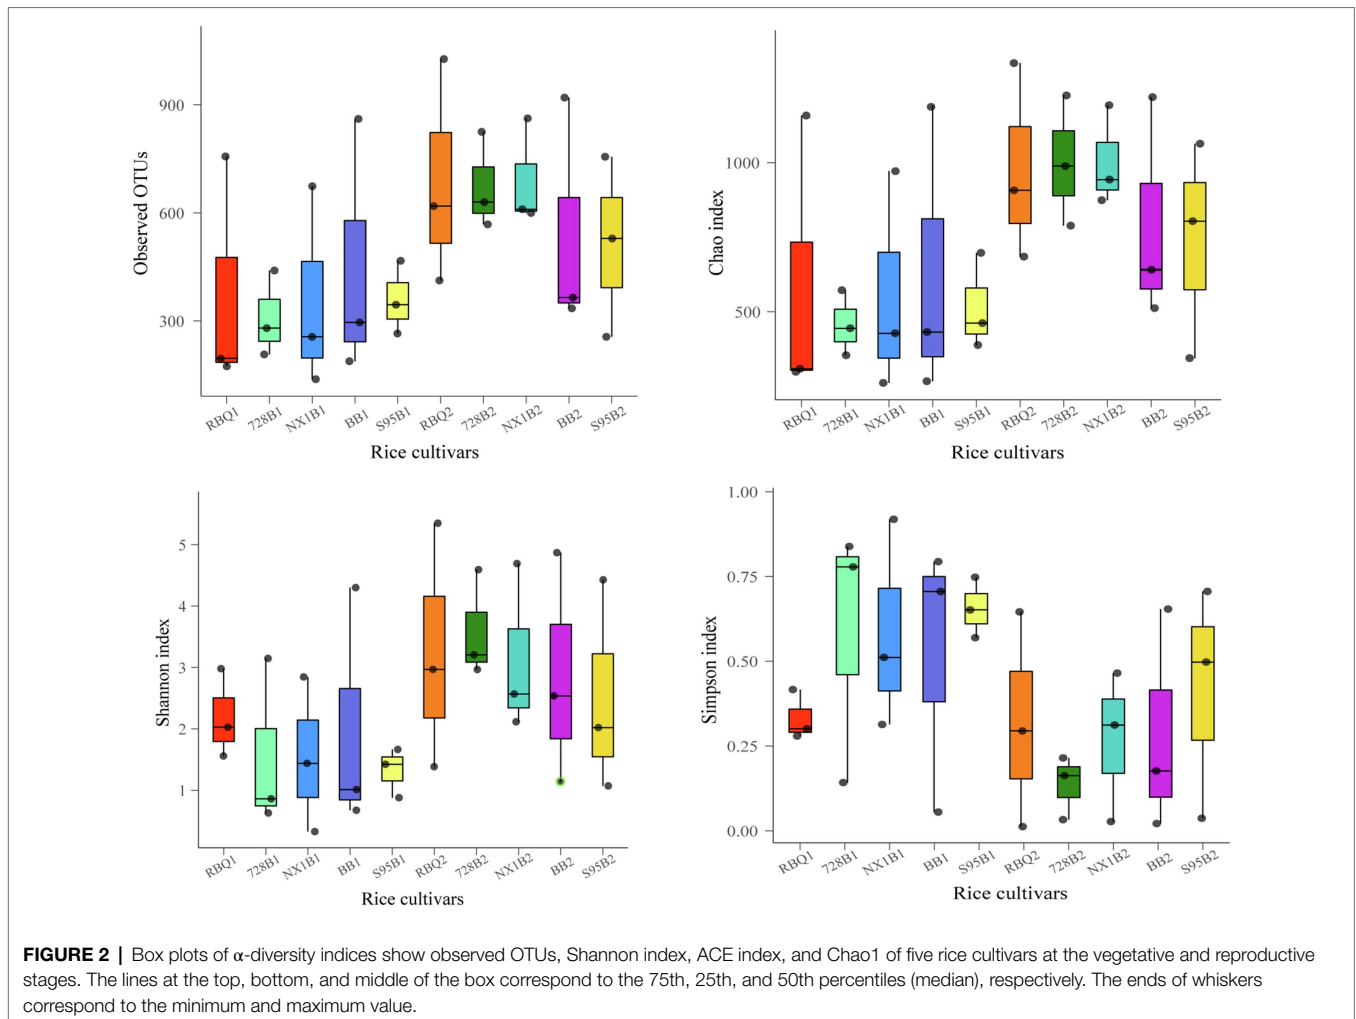 900
600
300
Observed OTUs
RBQ1
728B1
NX1B1
BB1
S95B1
RBQ2
728B2
NX1B2
BB2
S95B2
Rice cultivars
1000
500
Chao index
RBQ1
728B1
NX1B1
BB1
S95B1
RBQ2
728B2
NX1B2
BB2
S95B2
Rice cultivars
5
4
3
2
1
Shannon index
RBQ1
728B1
NX1B1
BB1
S95B1
RBQ2
728B2
NX1B2
BB2
S95B2
Rice cultivars
1.00
0.75
0.50
0.25
0.00
Simpson index
RBQ1
728B1
NX1B1
BB1
S95B1
RBQ2
728B2
NX1B2
BB2
S95B2
Rice cultivars
FIGURE 2 | Box plots of α-diversity indices show observed OTUs, Shannon index, ACE index, and Chao1 of five rice cultivars at the vegetative and reproductive
stages. The lines at the top, bottom, and middle of the box correspond to the 75th, 25th, and 50th percentiles (median), respectively. The ends of whiskers
correspond to the minimum and maximum value.